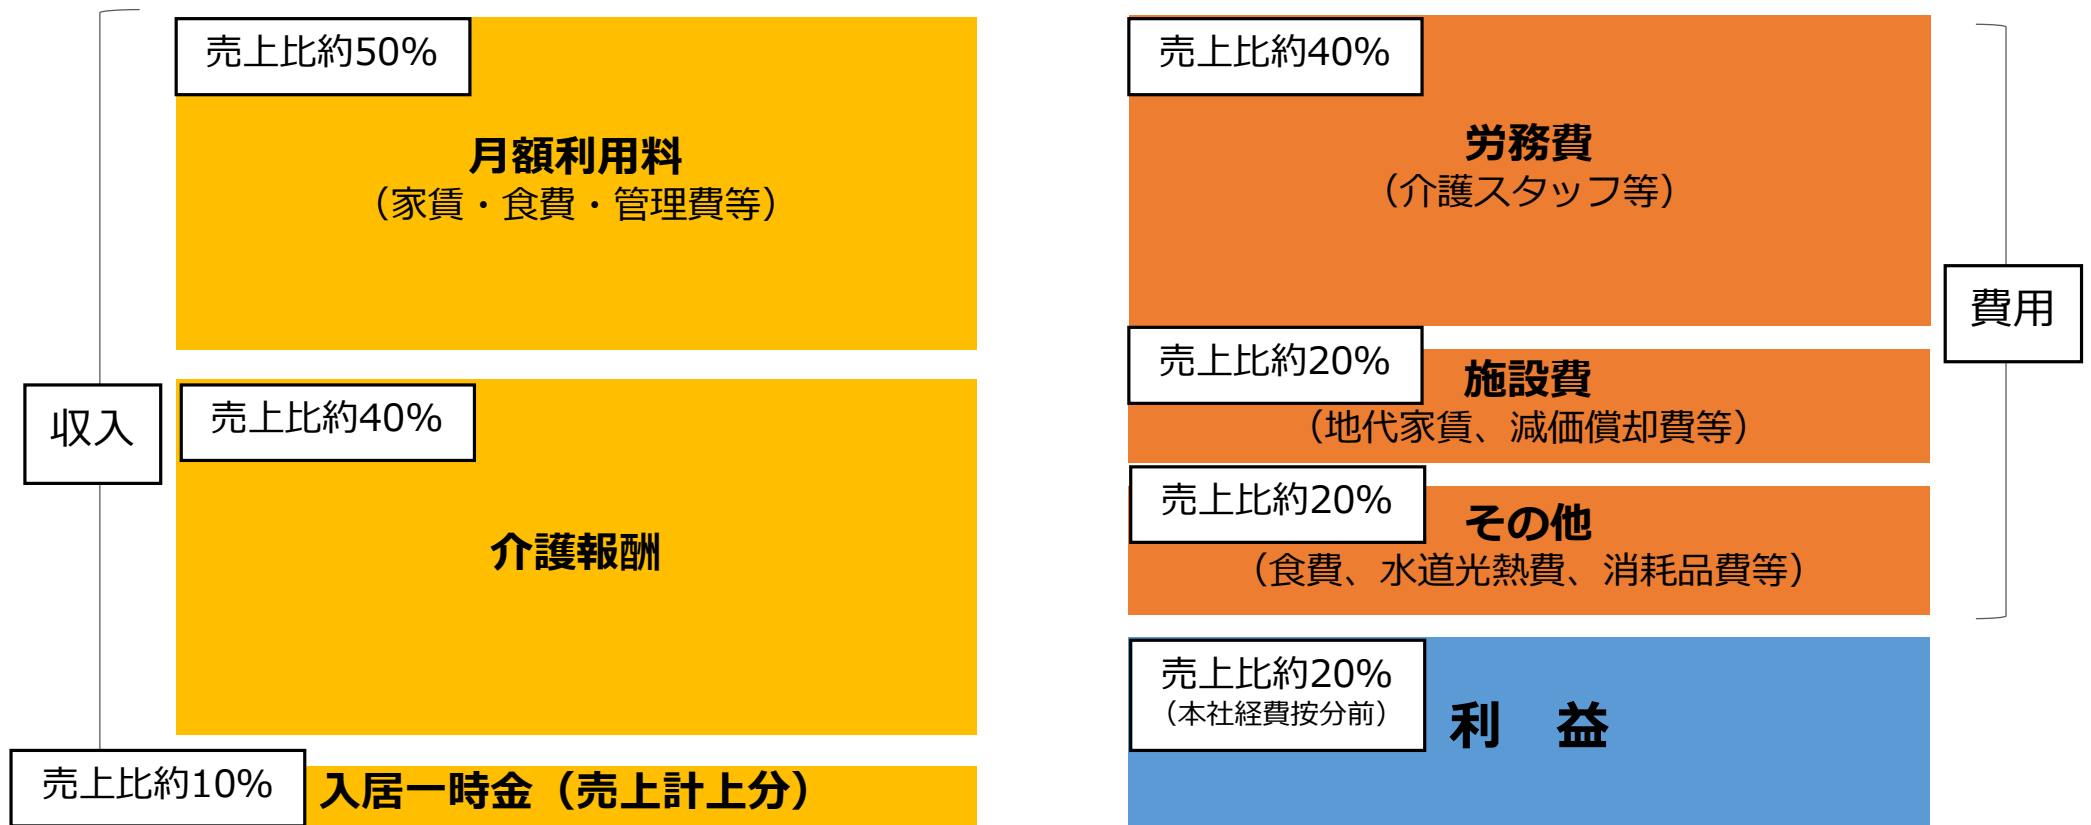 収入
売上比約50%
月額利用料
（家賃・食費・管理費等）
売上比約40%
介護報酬
売上比約10%
入居一時金（売上計上分）
費用
売上比約40%
労務費
（介護スタッフ等）
売上比約20%
施設費
（地代家賃、減価償却費等）
売上比約20%
その他
（食費、水道光熱費、消耗品費等）
売上比約20%
（本社経費按分前）
利　益